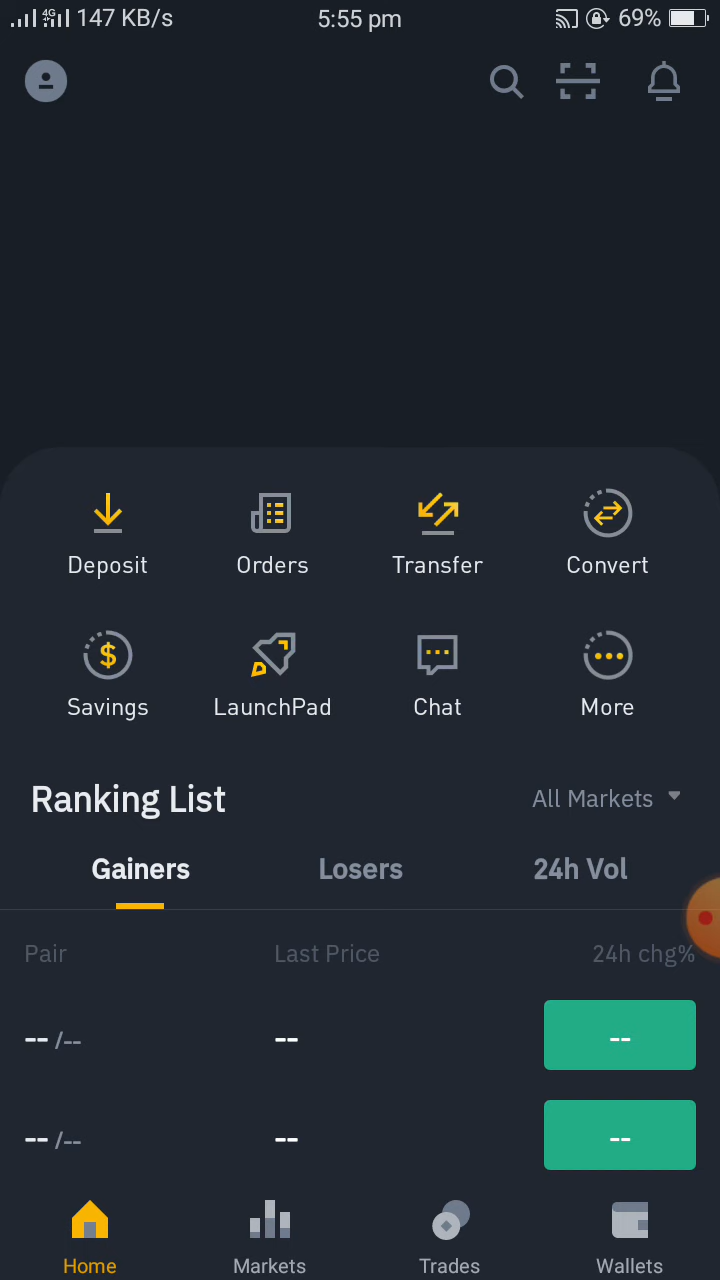 4G 147 KB/s 5:55 pm 69%
Deposit Orders Transfer Convert
$
Savings LaunchPad Chat More
Ranking List All Markets
Gainers Losers 24h Vol
Pair Last Price 24h chg%
-- /-- -- --
-- /-- -- --
Home Markets Trades Wallets